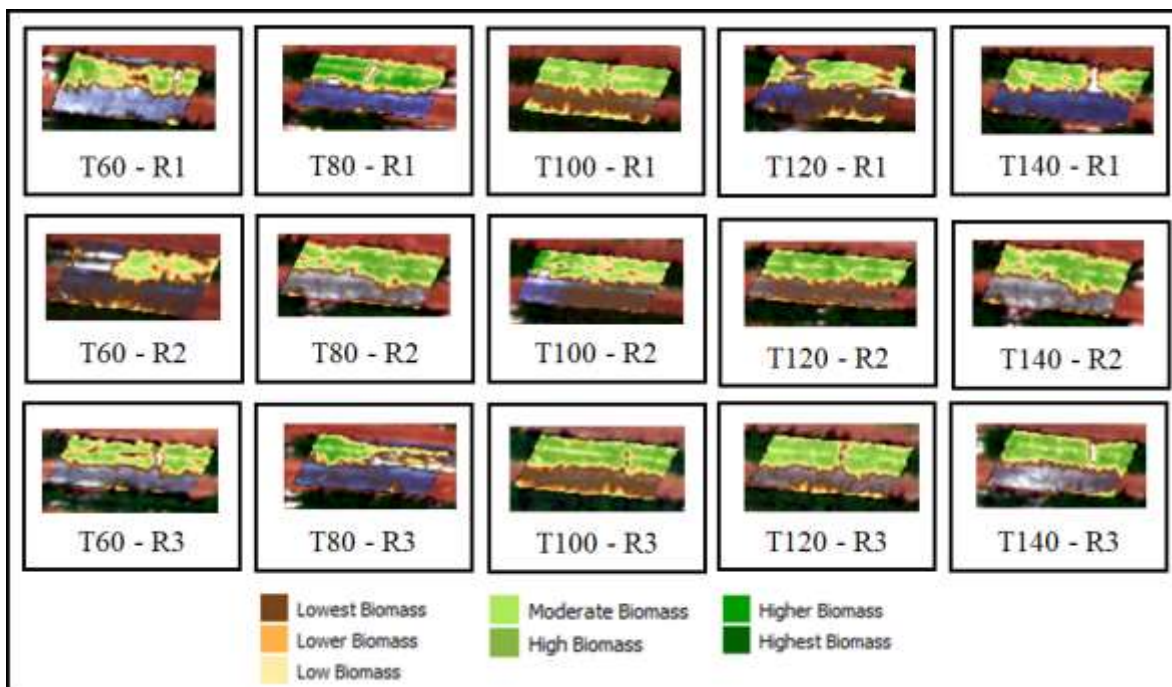 T60 - R1
T80 - R1
T100 - R1
T120 - R1
T140 - R1
T60 - R2
T80 - R2
T100 - R2
T120 - R2
T140 - R2
T60 - R3
T80 - R3
T100 - R3
T120 - R3
T140 - R3
Lowest Biomass
Lower Biomass
Low Biomass
Moderate Biomass
High Biomass
Higher Biomass
Highest Biomass